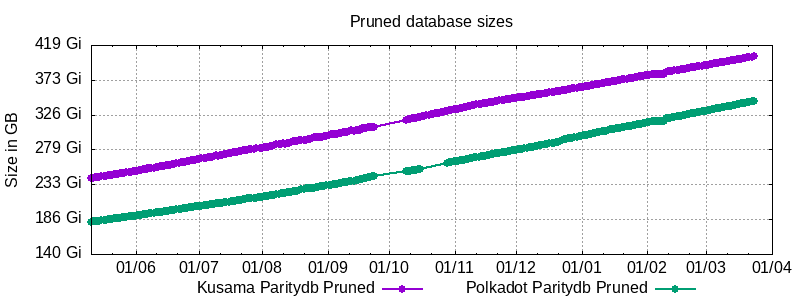 Pruned database sizes
419 Gi
373 Gi
326 Gi
279 Gi
233 Gi
186 Gi
140 Gi
Size in GB
01/06 01/07 01/08 01/09 01/10 01/11 01/12 01/01 01/02 01/03 01/04
Kusama Paritydb Pruned Polkadot Paritydb Pruned